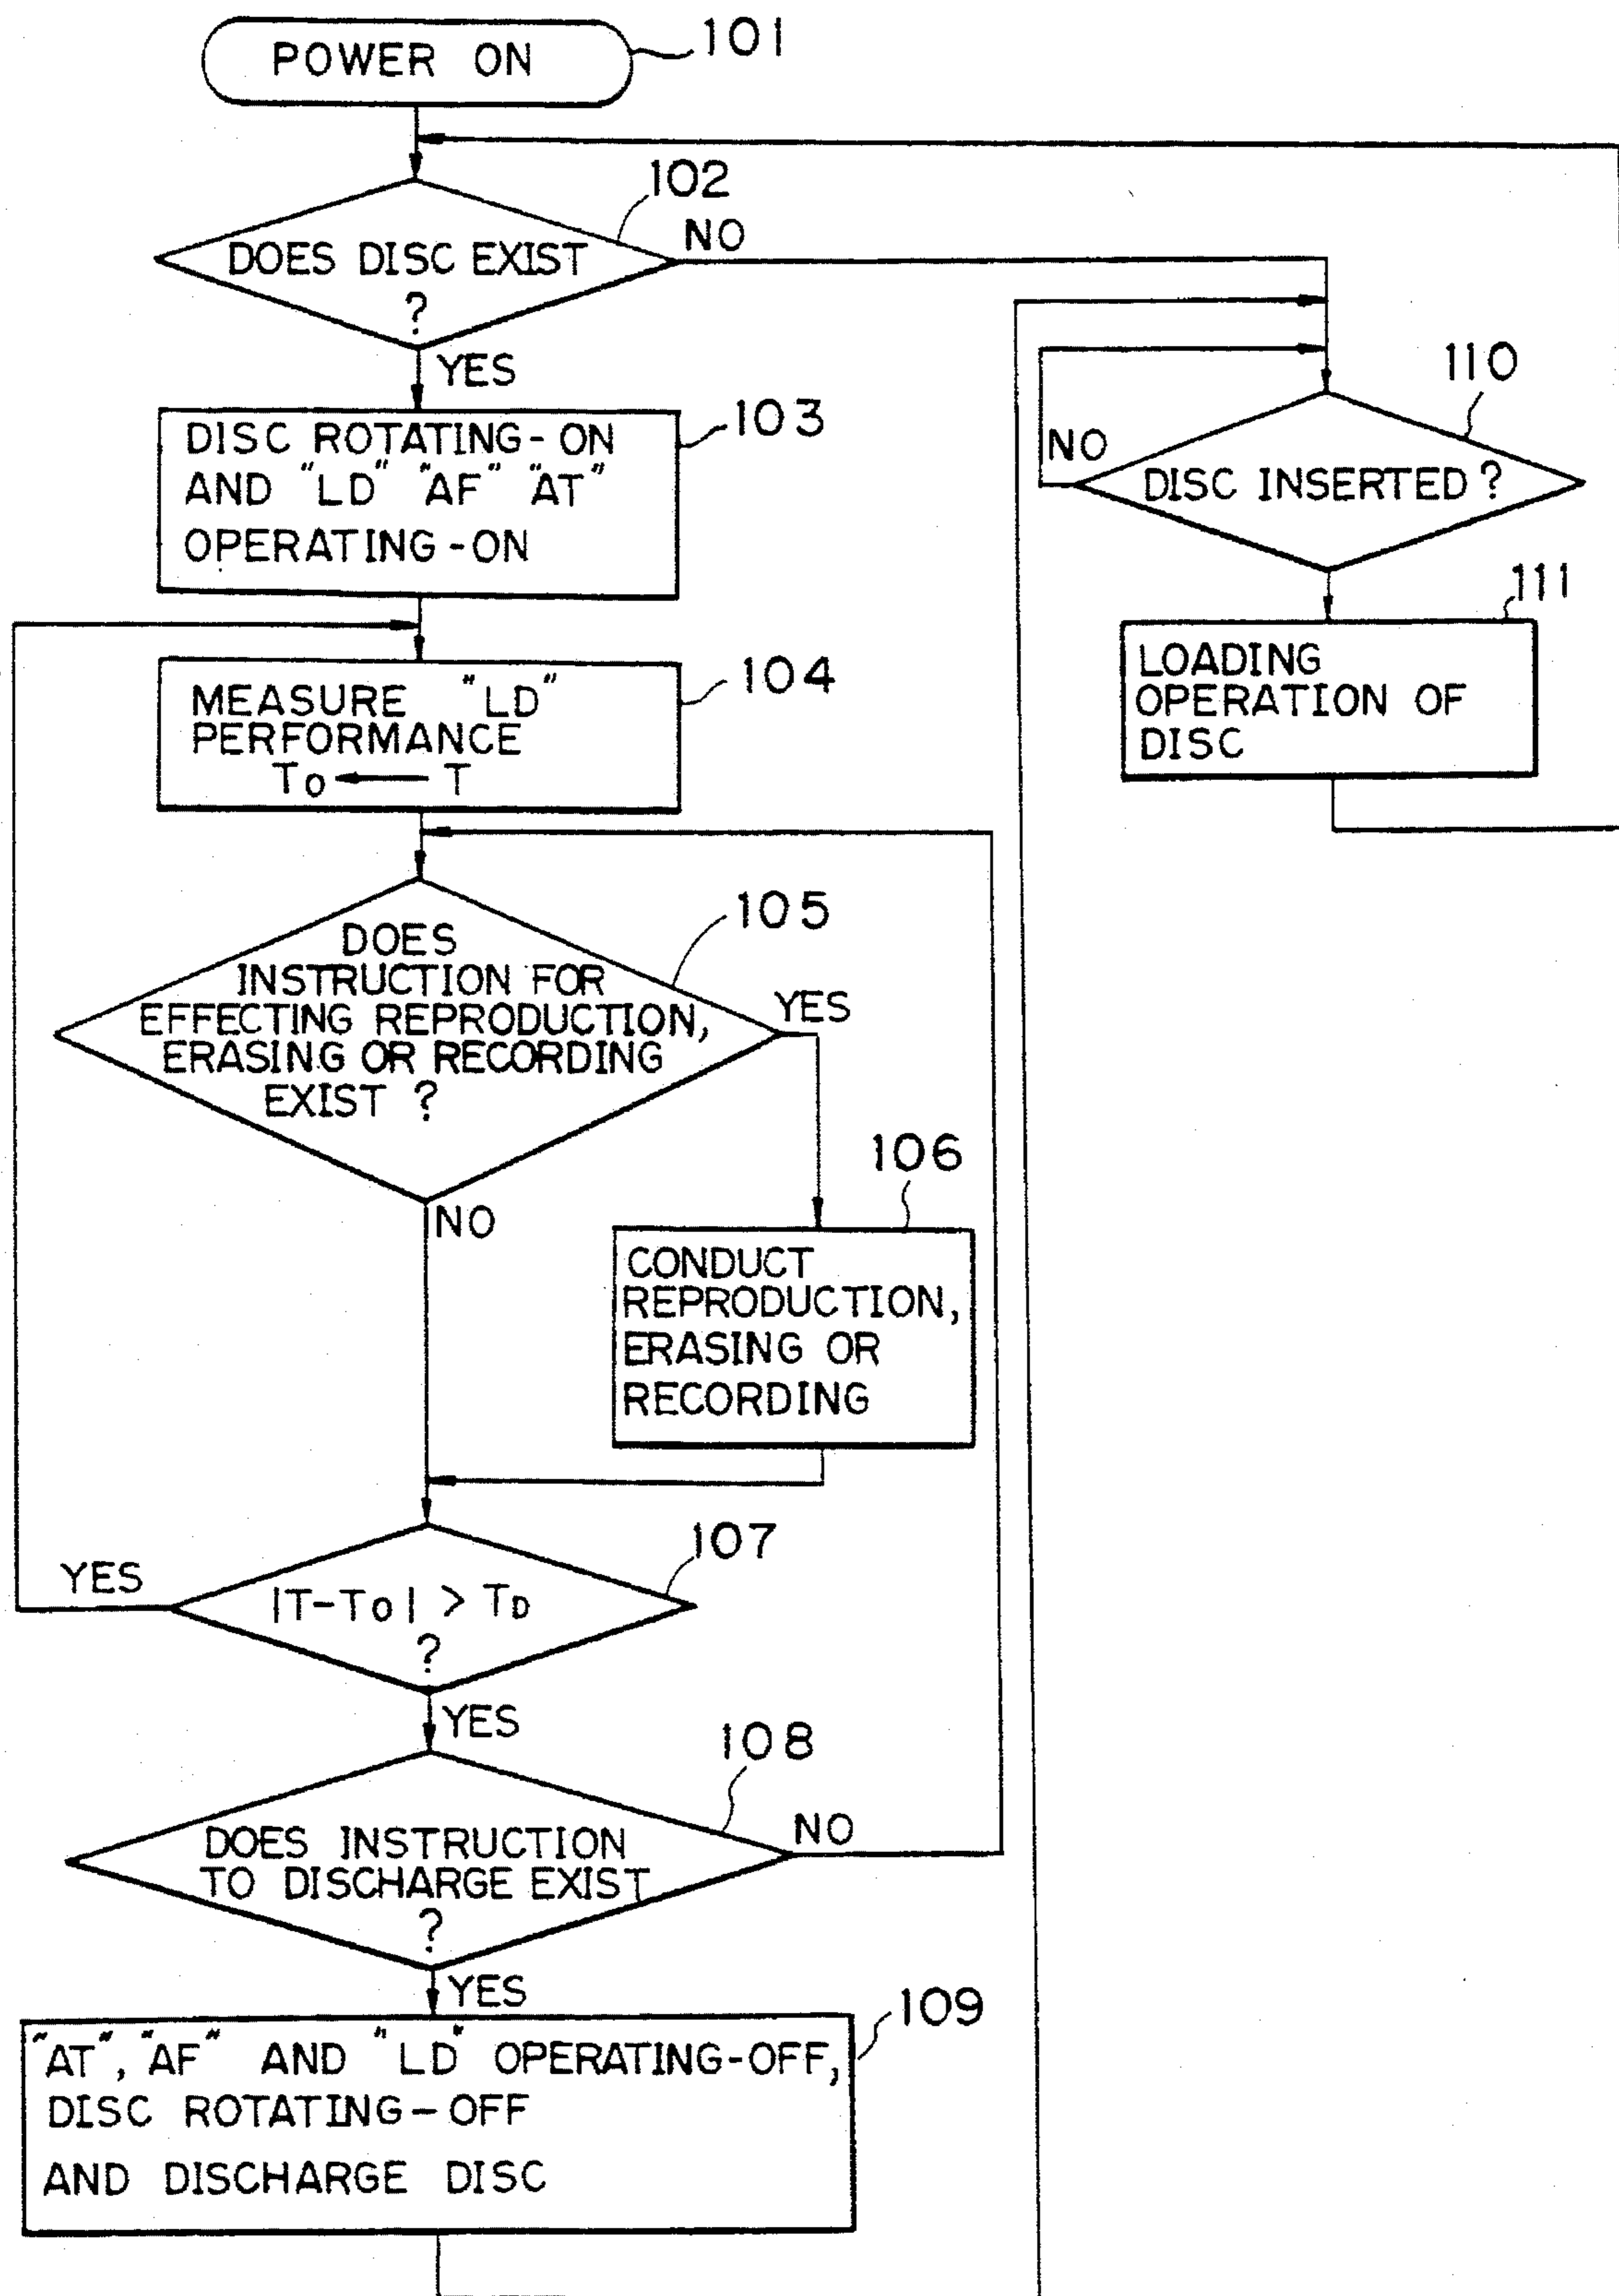 POWER ON
101
102
DOES DISC EXIST
?
NO
YES
DISC ROTATING-ON
AND "LD" "AF" "AT"
OPERATING-ON
103
MEASURE "LD"
PERFORMANCE
To ← T
104
DOES
INSTRUCTION FOR
EFFECTING REPRODUCTION,
ERASING OR RECORDING
EXIST ?
105
YES
NO
106
CONDUCT
REPRODUCTION,
ERASING OR
RECORDING
107
|T-To| > TD
?
YES
YES
108
DOES INSTRUCTION
TO DISCHARGE EXIST
?
NO
YES
109
"AT", "AF" AND "LD" OPERATING-OFF,
DISC ROTATING-OFF
AND DISCHARGE DISC
110
NO
DISC INSERTED ?
111
LOADING
OPERATION OF
DISC